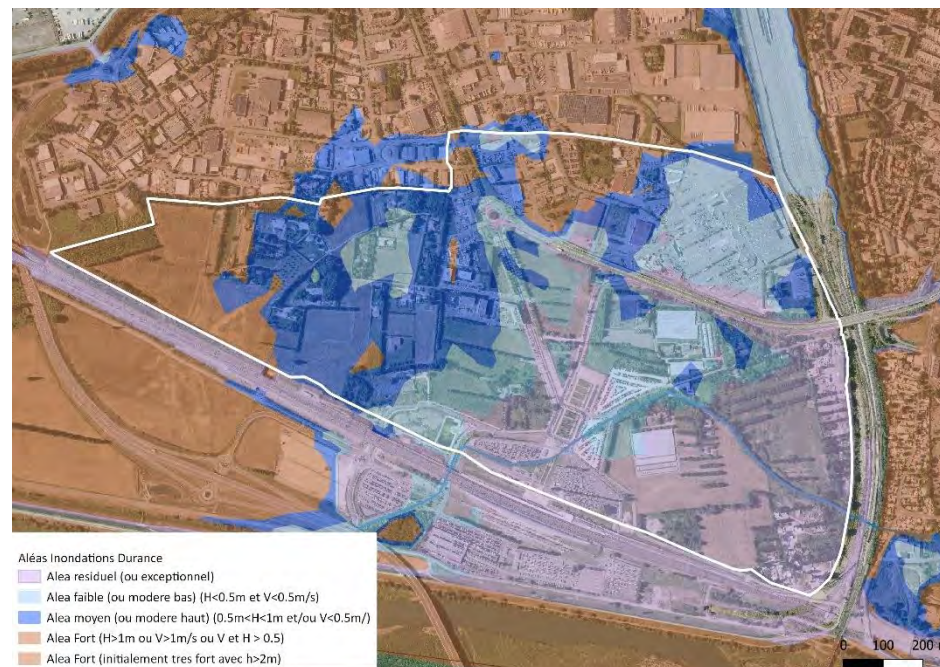 Aléas Inondations Durance
Alea residuel (ou exceptionnel)
Alea faible (ou modere bas) (H<0.5m et V<0.5m/s)
Alea moyen (ou modere haut) (0.5m<H<1m et/ou V<0.5m/)
Alea Fort (H>1m ou V>1m/s ou V et H > 0.5)
Alea Fort (initialement tres fort avec h>2m)
0 100 200